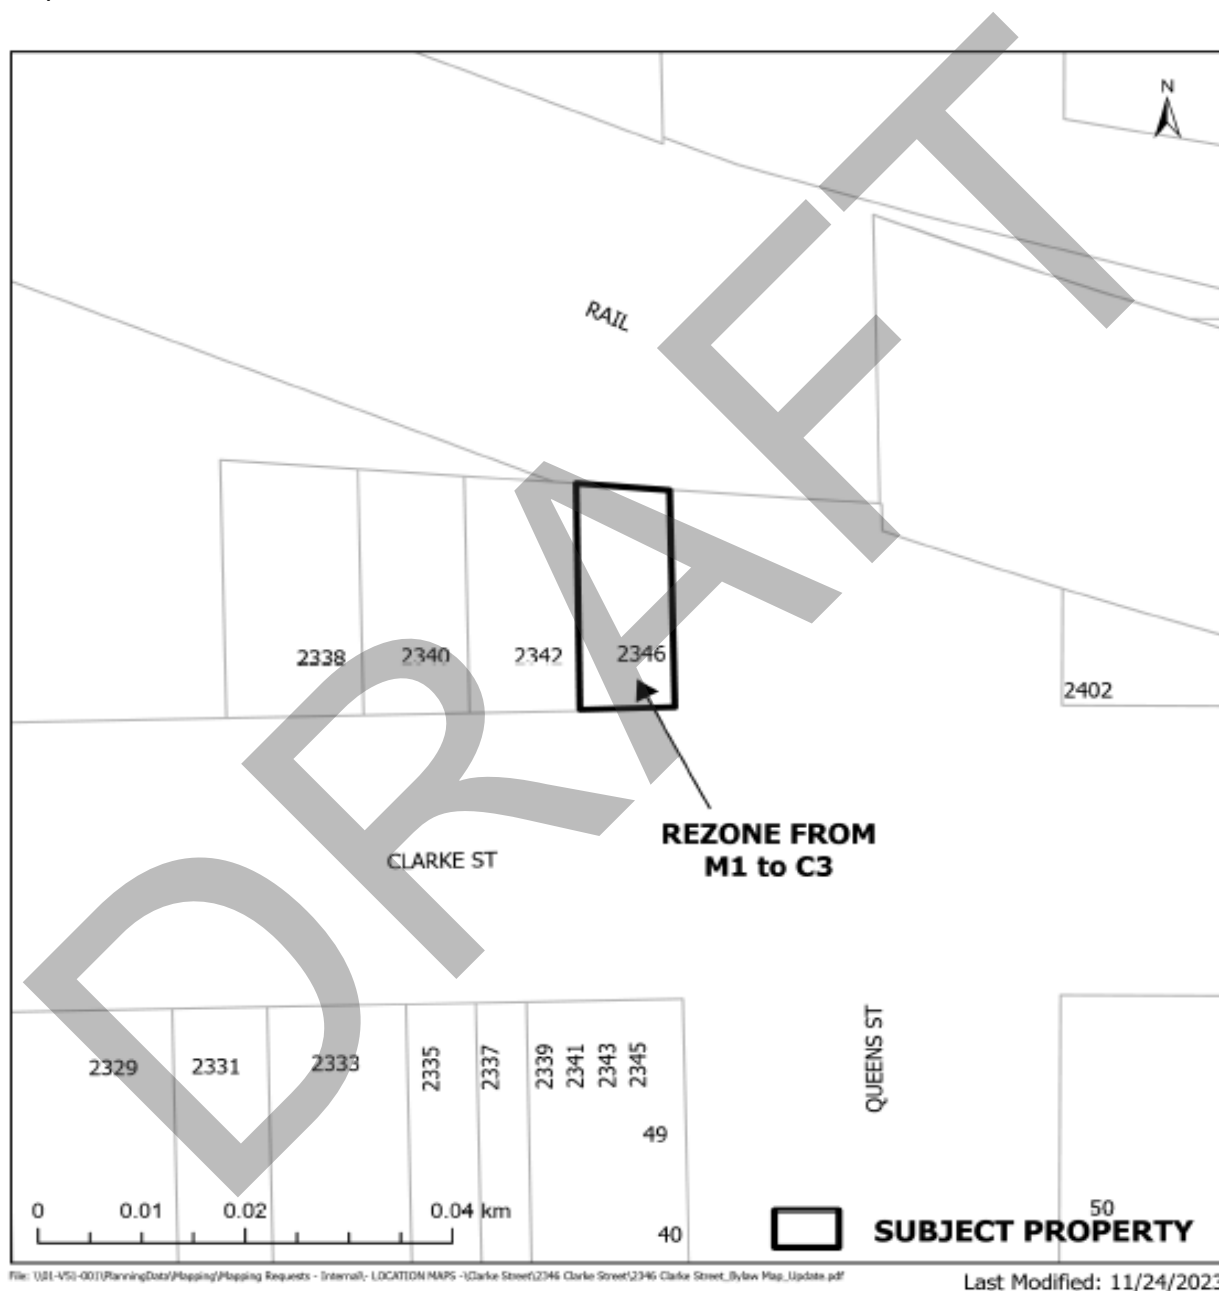 N
RAIL
2338
2340
2342
2346
2402
REZONE FROM
M1 to C3
CLARKE ST
QUEENS ST
2329
2331
2333
2335
2337
2339
2341
2343
2345
49
40
50
0 0.01 0.02 0.04 km
SUBJECT PROPERTY
DRAFT
Last Modified: 11/24/2023